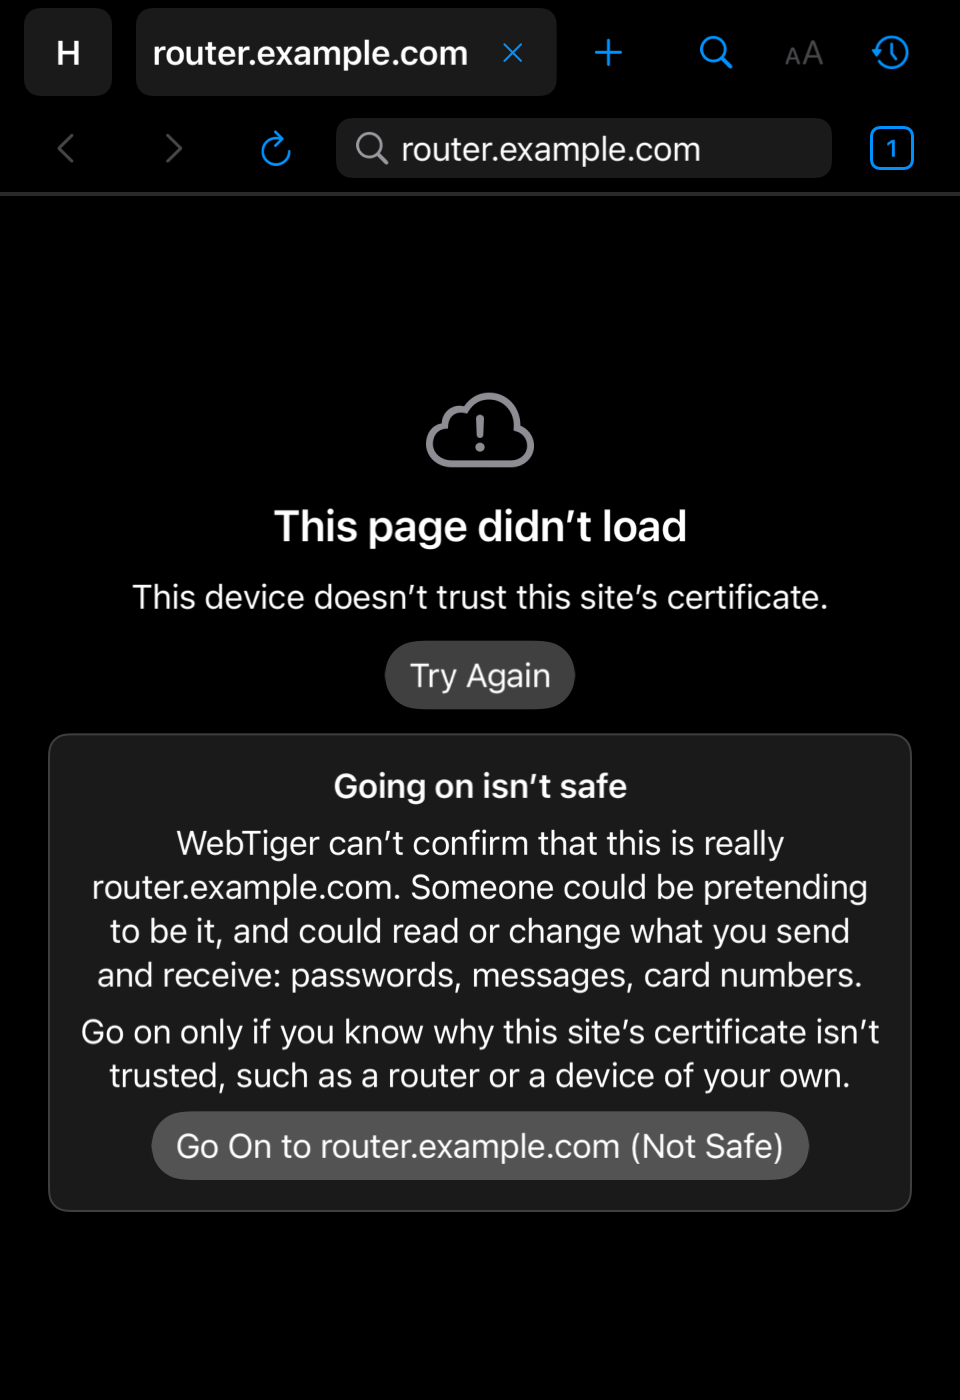 H
router.example.com
AA
router.example.com
1
This page didn’t load
This device doesn’t trust this site’s certificate.
Try Again
Going on isn’t safe
WebTiger can’t confirm that this is really
router.example.com. Someone could be pretending
to be it, and could read or change what you send
and receive: passwords, messages, card numbers.
Go on only if you know why this site’s certificate isn’t
trusted, such as a router or a device of your own.
Go On to router.example.com (Not Safe)